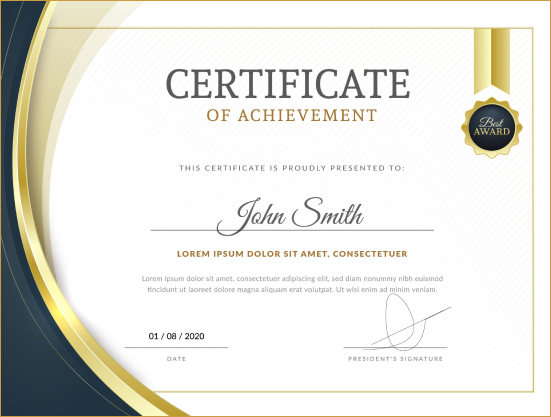 CERTIFICATE
OF ACHIEVEMENT
Best
AWARD
THIS CERTIFICATE IS PROUDLY PRESENTED TO:
John Smith
LOREM IPSUM DOLOR SIT AMET, CONSECTETUER
Lorem ipsum dolor sit amet, consectetuer adipiscing elit, sed diam nonummy nibh euismod
tincidunt ut laoreet dolore magna aliquam erat volutpat. Ut wisi enim ad minim veniam.
01 / 08 / 2020
DATE
PRESIDENT'S SIGNATURE